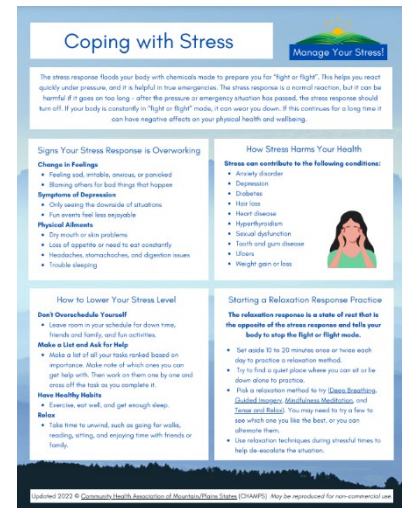 Coping with Stress
Manage Your Stress!
The stress response floods your body with chemicals made to prepare you for "fight or flight". This helps you react
quickly under pressure, and it is helpful in true emergencies. The stress response is a normal reaction, but it can be
harmful if it goes on too long - after the pressure or emergency situation has passed, the stress response should
turn off. If your body is constantly in "fight or flight" mode, it can wear you down. If this continues for a long time it
can have negative effects on your physical health and wellbeing.
Signs Your Stress Response is Overworking
Change in Feelings
Feeling sad, irritable, anxious, or panicked
Blaming others for bad things that happen
Symptoms of Depression
Only seeing the downside of situations
Fun events feel less enjoyable
Physical Ailments
Dry mouth or skin problems
Loss of appetite or need to eat constantly
Headaches, stomachaches, and digestion issues
Trouble sleeping
How Stress Harms Your Health
Stress can contribute to the following conditions:
Anxiety disorder
Depression
Diabetes
Hair loss
Heart disease
Hyperthyroidism
Sexual dysfunction
Tooth and gum disease
Ulcers
Weight gain or loss
How to Lower Your Stress Level
Don't Overschedule Yourself
Leave room in your schedule for down time,
friends and family, and fun activities.
Make a List and Ask for Help
Make a list of all your tasks ranked based on
importance. Make note of which ones you can
get help with. Then work on them one by one and
cross off the task as you complete it.
Have Healthy Habits
Exercise, eat well, and get enough sleep.
Relax
Take time to unwind, such as going for walks,
reading, sitting, and enjoying time with friends or
family.
Starting a Relaxation Response Practice
The relaxation response is a state of rest that is
the opposite of the stress response and tells your
body to stop the fight or flight mode.
Set aside 10 to 20 minutes once or twice each
day to practice a relaxation method.
Try to find a quiet place where you can sit or lie
down alone to practice.
Pick a relaxation method to try (Deep Breathing,
Guided Imagery, Mindfulness Meditation, and
Tense and Relax). You may need to try a few to
see which one you like the best, or you can
alternate them.
Use relaxation techniques during stressful times to
help de-escalate the situation.
Updated 2022 © Community Health Association of Mountain/Plains States (CHAMPS) May be reproduced for non-commercial use.